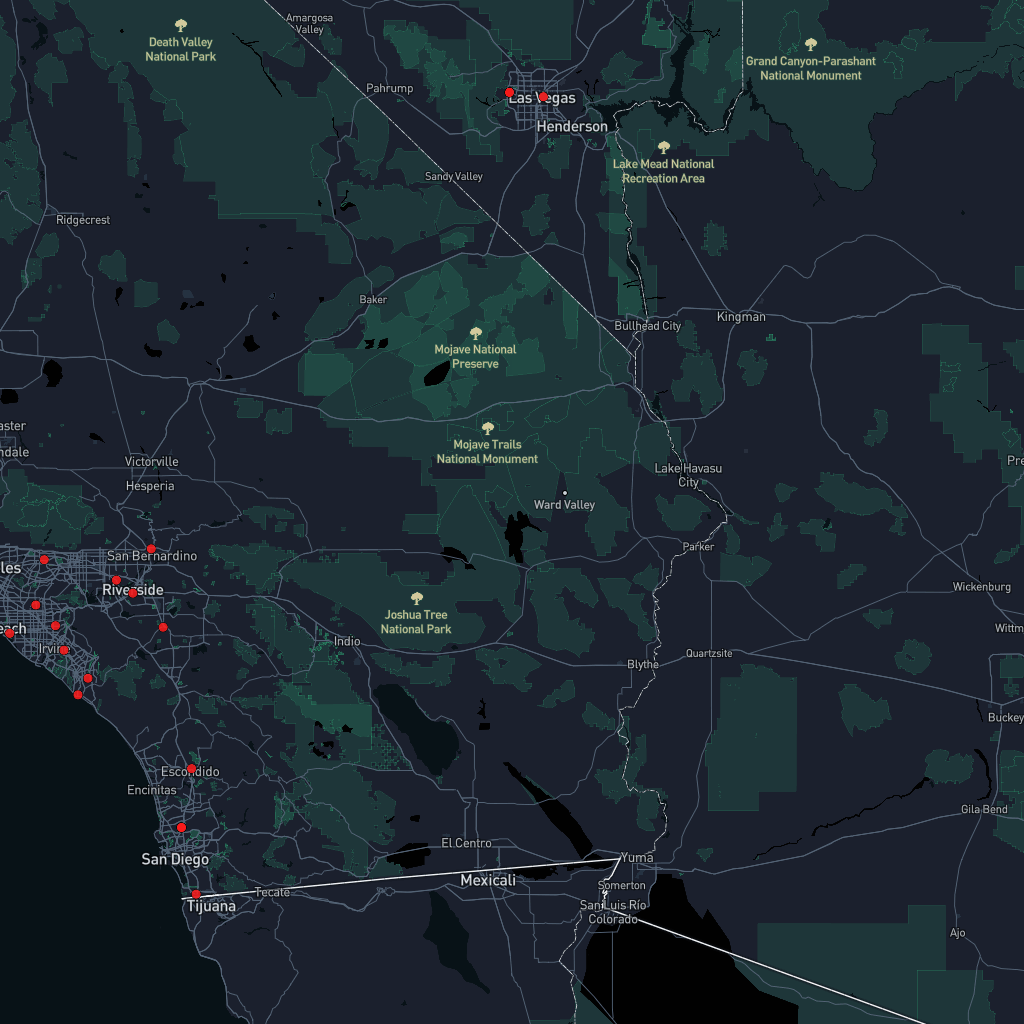 Amargosa
Valley
Death Valley
National Park
Grand Canyon-Parashant
National Monument
Pahrump
Las Vegas
Henderson
Lake Mead National
Recreation Area
Sandy Valley
Ridgecrest
Baker
Bullhead City
Kingman
Mojave National
Preserve
aster
ndale
Mojave Trails
National Monument
Victorville
Hesperia
Lake Havasu
City
Pre
Ward Valley
Parker
San Bernardino
les
Riverside
Wickenburg
Joshua Tree
National Park
each
Irvine
Indio
Wittm
Blythe
Quartzsite
Buckey
Escondido
Encinitas
Gila Bend
El Centro
San Diego
Yuma
Mexicali
Somerton
Tecate
Tijuana
San Luis Río
Colorado
Ajo